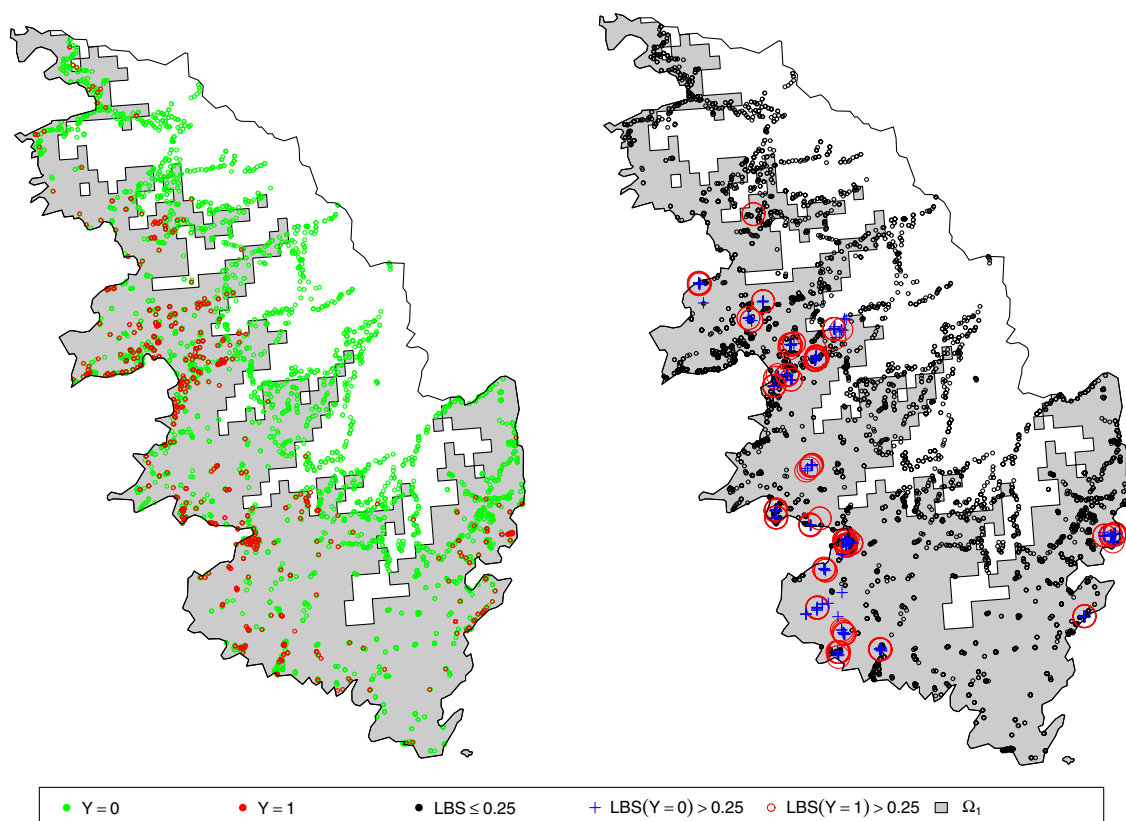 Y = 0 Y = 1 LBS ≤ 0.25 LBS(Y = 0) > 0.25 LBS(Y = 1) > 0.25 Ω₁